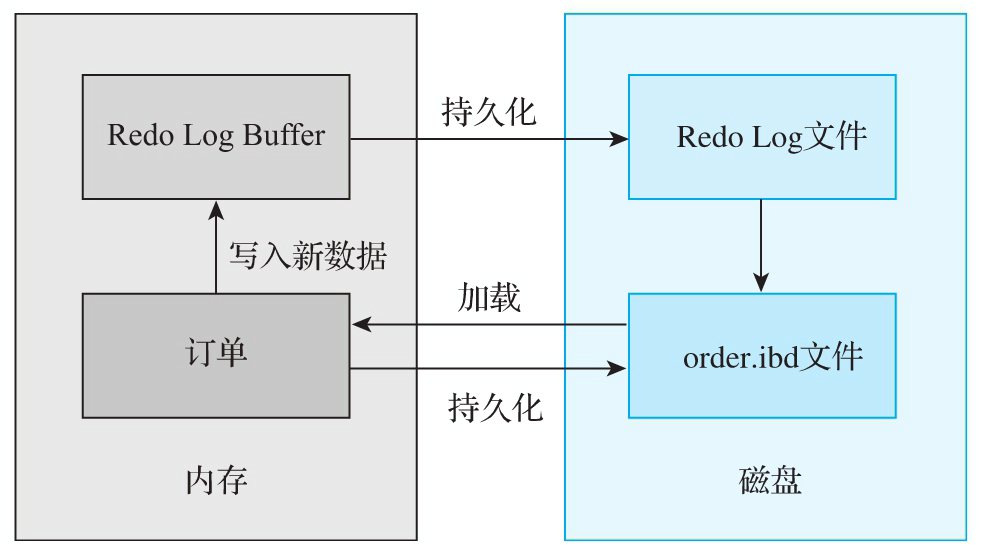 Redo Log Buffer
持久化
Redo Log文件
写入新数据
加载
订单
order.ibd文件
持久化
内存
磁盘